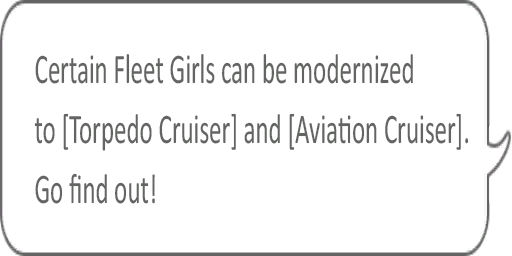 Certain Fleet Girls can be modernized
to [Torpedo Cruiser] and [Aviation Cruiser].
Go find out!